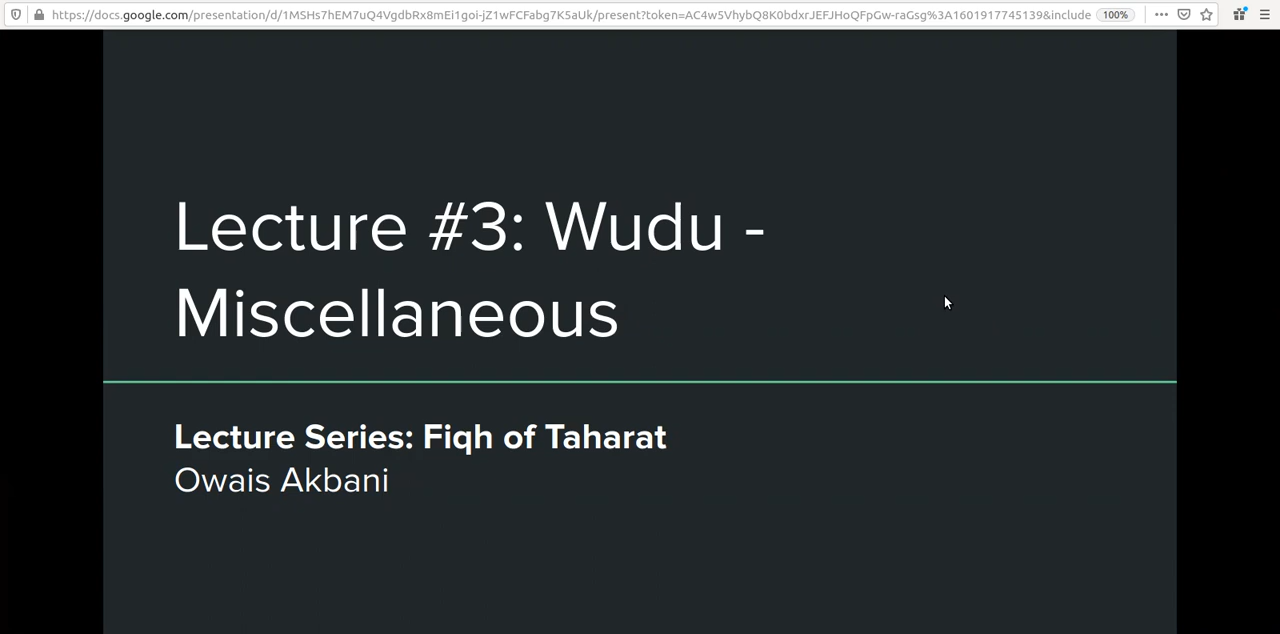 https://docs.google.com/presentation/d/1MSHs7hEM7uQ4VgdbRx8mEi1goi-jZ1wFCFabg7K5aUk/present?token=AC4w5VhybQ8K0bdxrJEFJHoQFpGw-raGsg%3A1601917745139&include 100%
Lecture #3: Wudu -
Miscellaneous
Lecture Series: Fiqh of Taharat
Owais Akbani